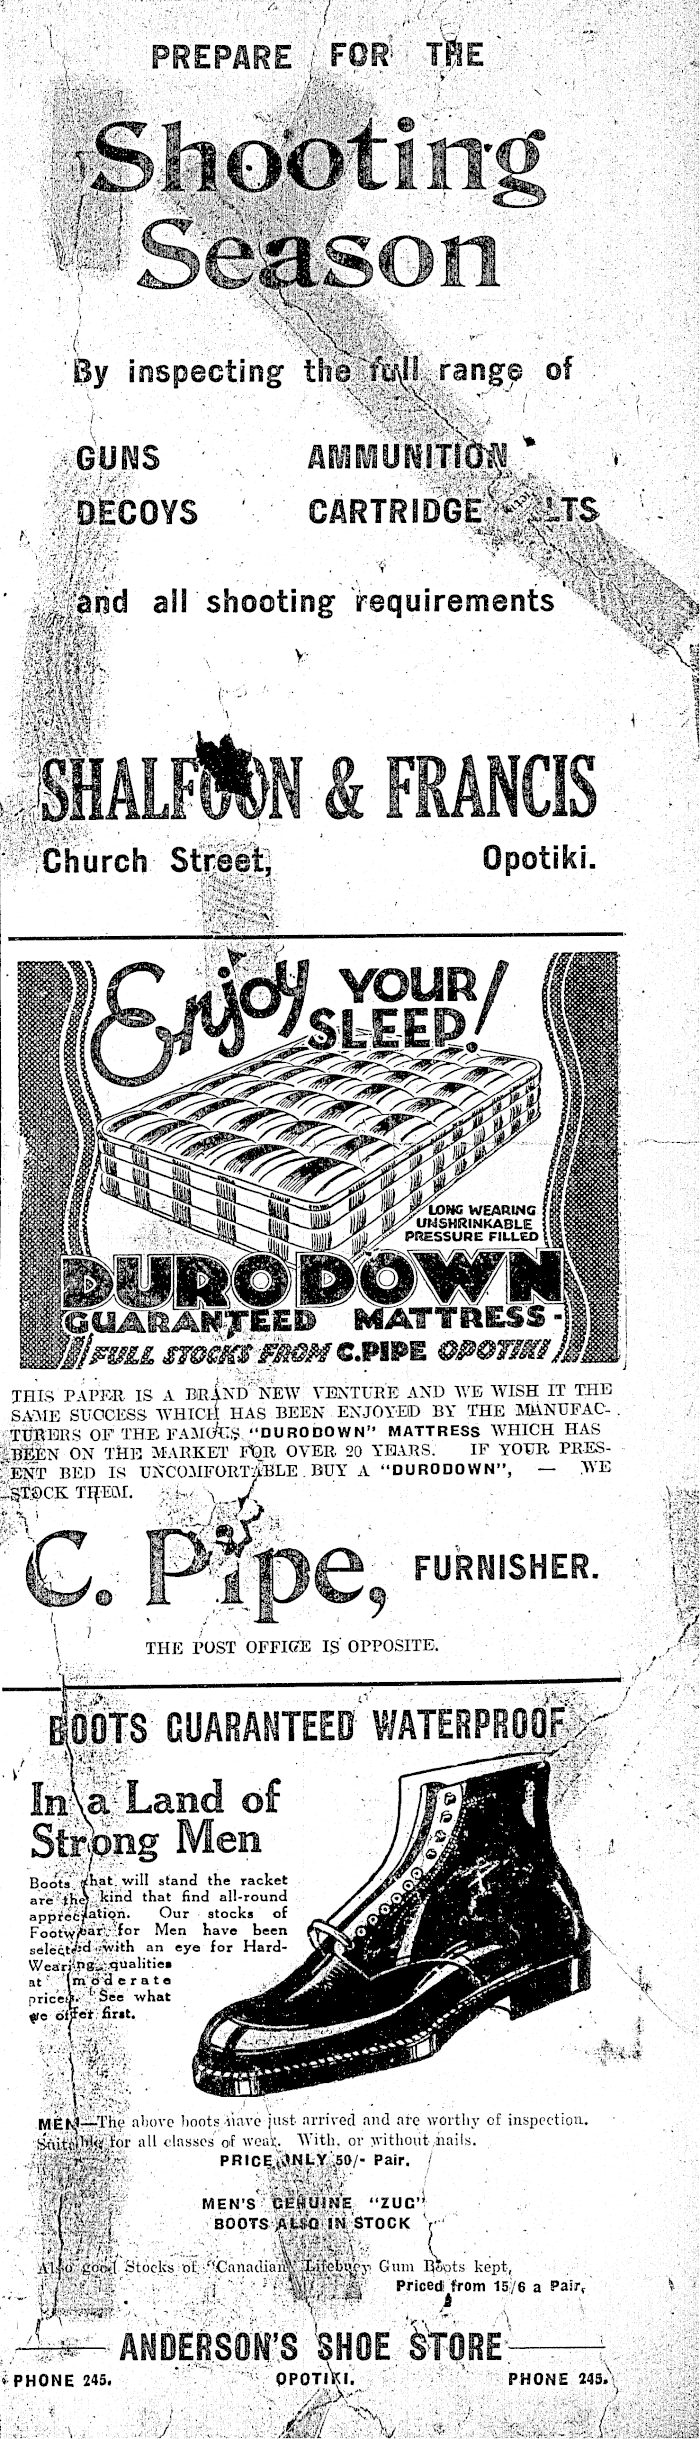 PREPARE FOR THE
Shooting
Season
By inspecting the full range of
GUNS AMMUNITION
DECOYS CARTRIDGE LTS
and all shooting requirements
SHALFOON & FRANCIS
Church Street, Opotiki.
Enjoy YOUR
SLEEP!
LONG WEARING
UNSHRINKABLE
PRESSURE FILLED
DURODOWN
GUARANTEED MATTRESS-
FULL STOCKS FROM C.PIPE OPOTIKI
THIS PAPER IS A BRAND NEW VENTURE AND WE WISH IT THE
SAME SUCCESS WHICH HAS BEEN ENJOYED BY THE MANUFAC-
TURERS OF THE FAMOUS "DURODOWN" MATTRESS WHICH HAS
BEEN ON THE MARKET FOR OVER 20 YEARS. IF YOUR PRES-
ENT BED IS UNCOMFORTABLE BUY A "DURODOWN", — WE
STOCK THEM.
C. Pipe, FURNISHER.
THE POST OFFICE IS OPPOSITE.
BOOTS GUARANTEED WATERPROOF
In a Land of
Strong Men
Boots that will stand the racket
are the kind that find all-round
appreciation. Our stocks of
Footwear for Men have been
selected with an eye for Hard-
Wearing qualities
at moderate
prices. See what
we offer first.
MEN—The above boots have just arrived and are worthy of inspection.
Suitable for all classes of wear. With, or without nails.
PRICE ONLY 50/- Pair.
MEN'S GENUINE "ZUG"
BOOTS ALSO IN STOCK
Also good Stocks of "Canadian" Lifebuoy Gum Boots kept,
Priced from 15/6 a Pair,
ANDERSON'S SHOE STORE
PHONE 245. OPOTIKI. PHONE 245.